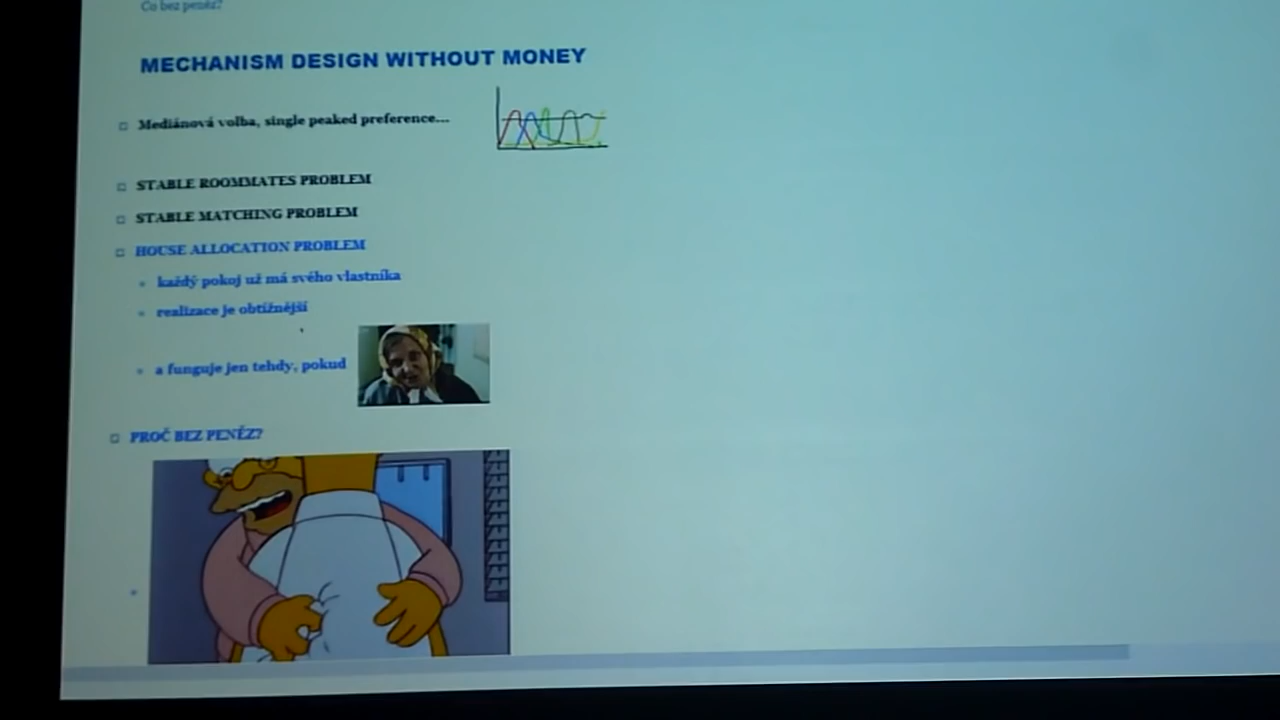 Co bez peněz?
MECHANISM DESIGN WITHOUT MONEY
Mediánová volba, single peaked preference...
STABLE ROOMMATES PROBLEM
STABLE MATCHING PROBLEM
HOUSE ALLOCATION PROBLEM
každý pokoj už má svého vlastníka
realizace je obtížnější
a funguje jen tehdy, pokud
PROČ BEZ PENĚZ?